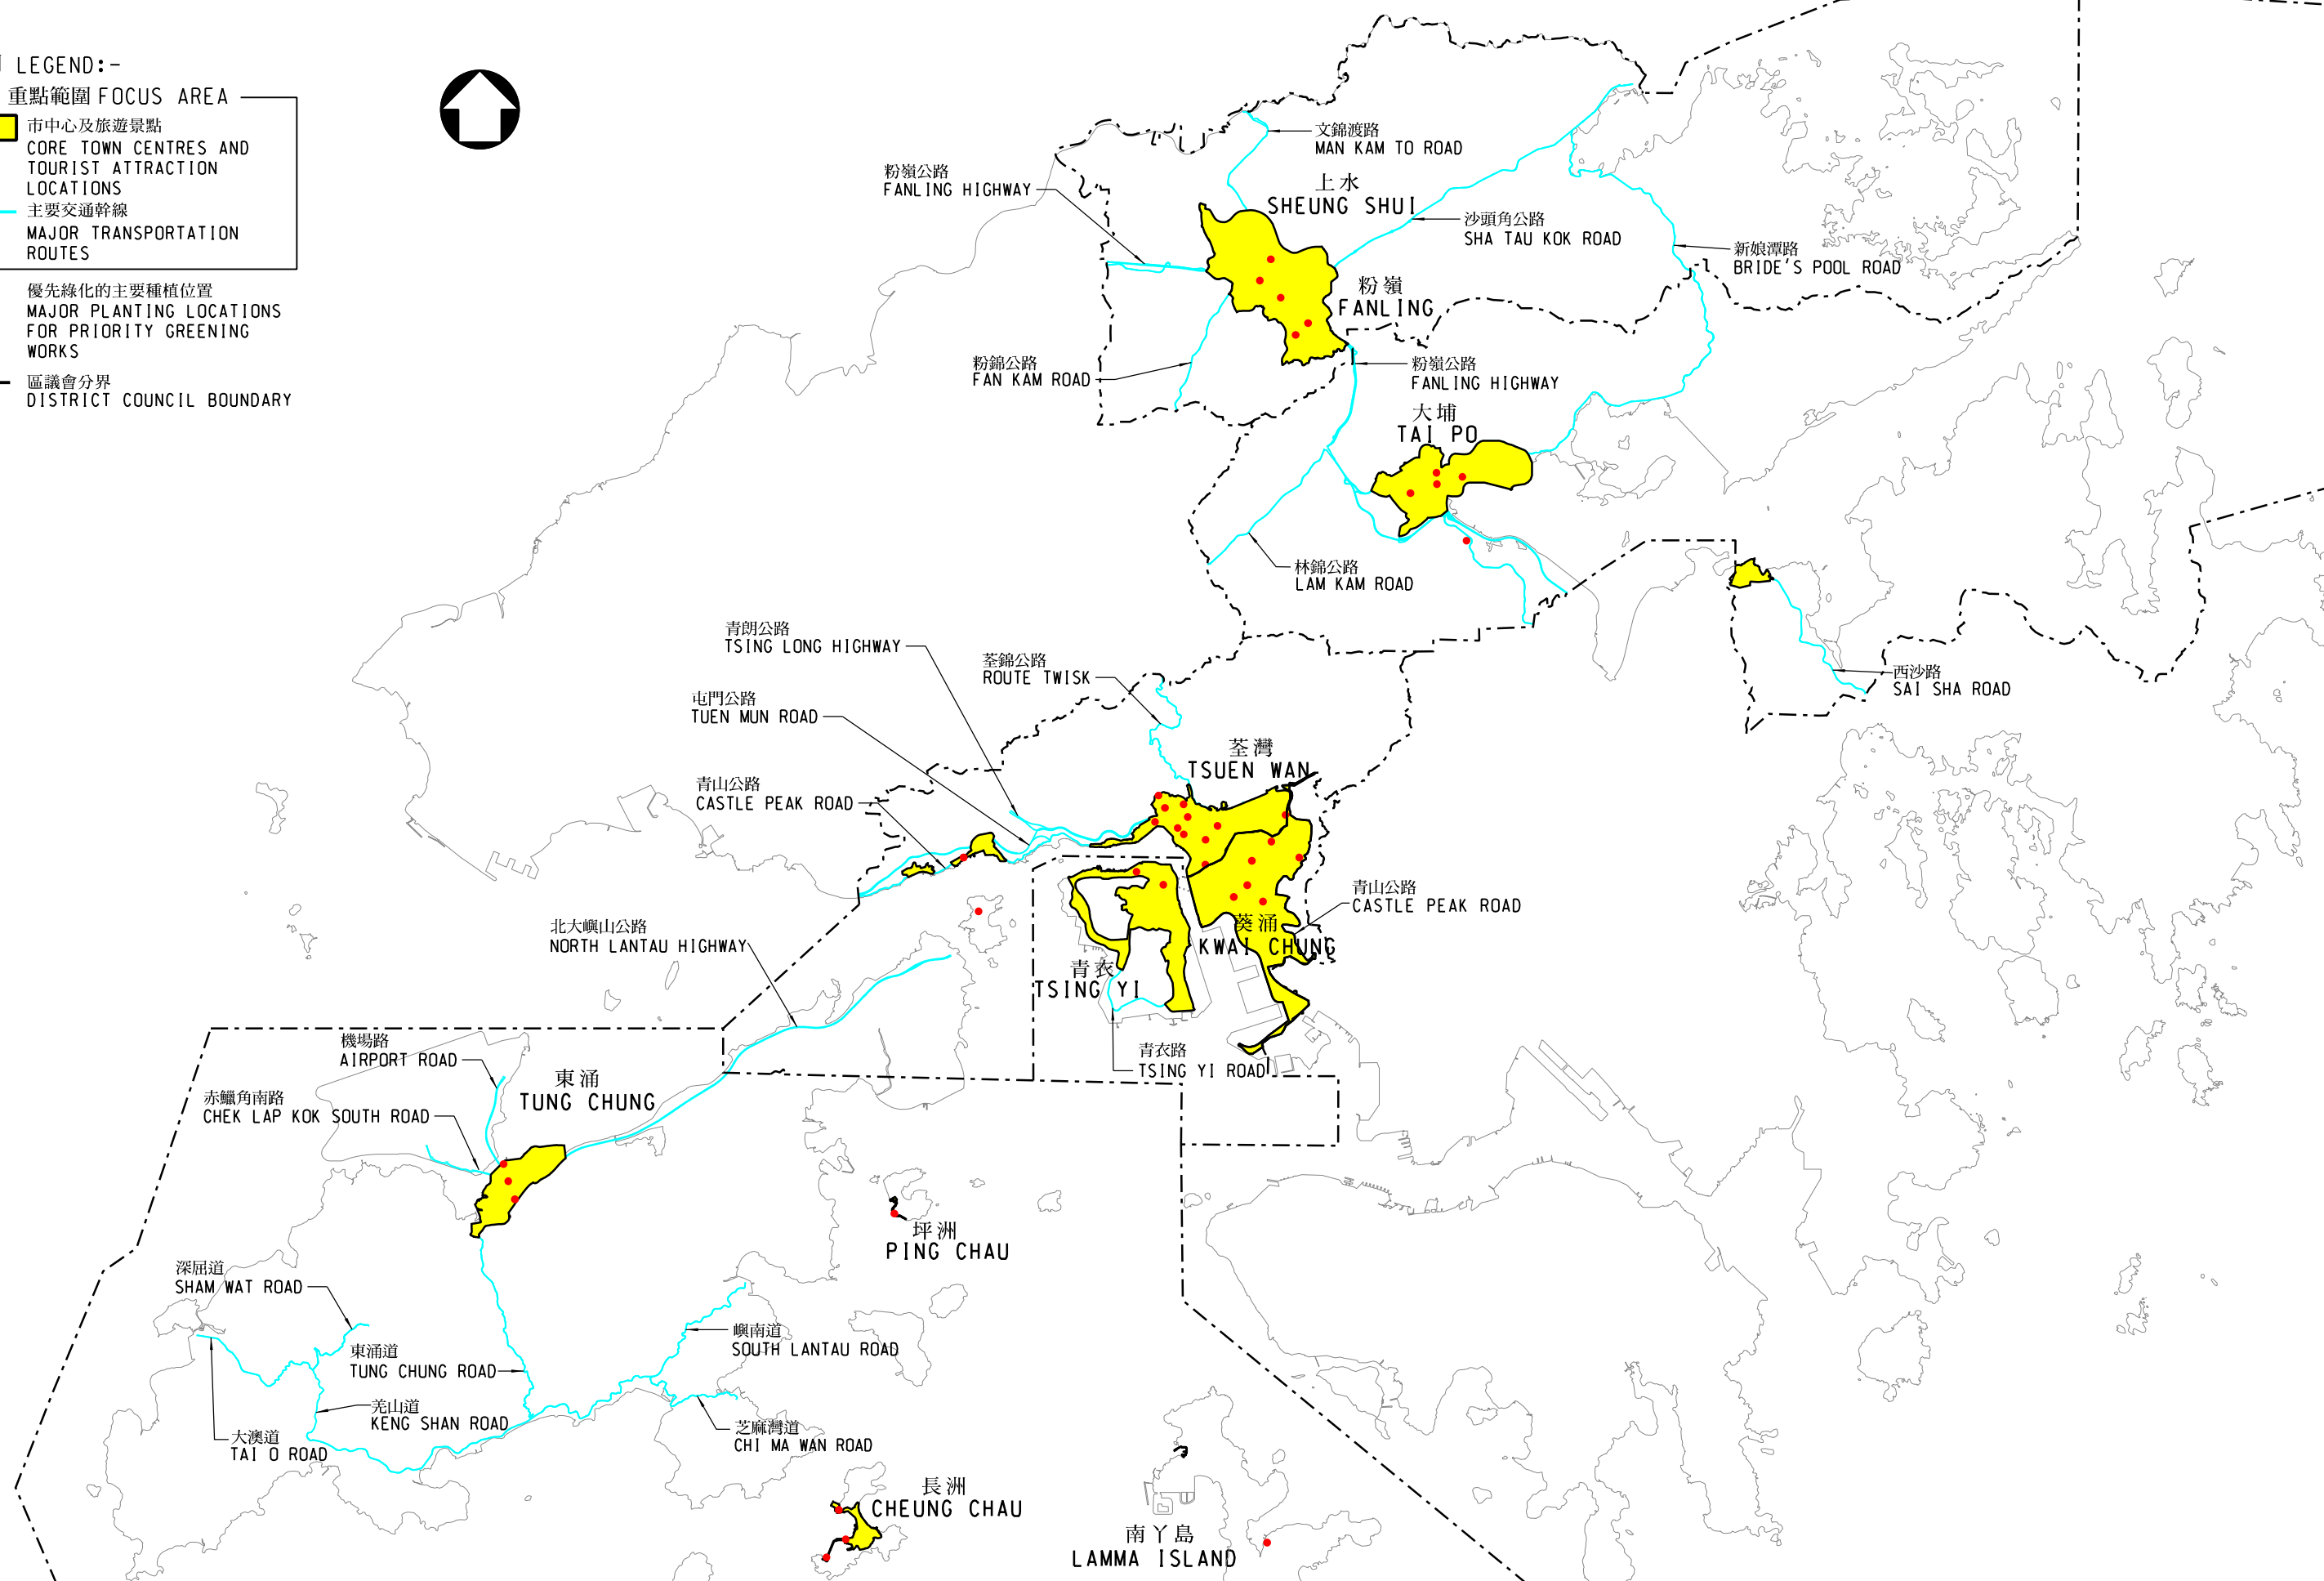 LEGEND:-
重點範圍 FOCUS AREA
市中心及旅遊景點
CORE TOWN CENTRES AND
TOURIST ATTRACTION
LOCATIONS
主要交通幹線
MAJOR TRANSPORTATION
ROUTES
優先綠化的主要種植位置
MAJOR PLANTING LOCATIONS
FOR PRIORITY GREENING
WORKS
區議會分界
DISTRICT COUNCIL BOUNDARY
文錦渡路
MAN KAM TO ROAD
粉嶺公路
FANLING HIGHWAY
上水
SHEUNG SHUI
沙頭角公路
SHA TAU KOK ROAD
新娘潭路
BRIDE'S POOL ROAD
粉嶺
FANLING
粉錦公路
FAN KAM ROAD
粉嶺公路
FANLING HIGHWAY
大埔
TAI PO
林錦公路
LAM KAM ROAD
青朗公路
TSING LONG HIGHWAY
荃錦公路
ROUTE TWISK
西沙路
SAI SHA ROAD
屯門公路
TUEN MUN ROAD
荃灣
TSUEN WAN
青山公路
CASTLE PEAK ROAD
青山公路
CASTLE PEAK ROAD
北大嶼山公路
NORTH LANTAU HIGHWAY
葵涌
KWAI CHUNG
青衣
TSING YI
機場路
AIRPORT ROAD
青衣路
TSING YI ROAD
東涌
TUNG CHUNG
赤鱲角南路
CHEK LAP KOK SOUTH ROAD
坪洲
PING CHAU
深屈道
SHAM WAT ROAD
嶼南道
SOUTH LANTAU ROAD
東涌道
TUNG CHUNG ROAD
羌山道
KENG SHAN ROAD
大澳道
TAI O ROAD
芝麻灣道
CHI MA WAN ROAD
長洲
CHEUNG CHAU
南丫島
LAMMA ISLAND